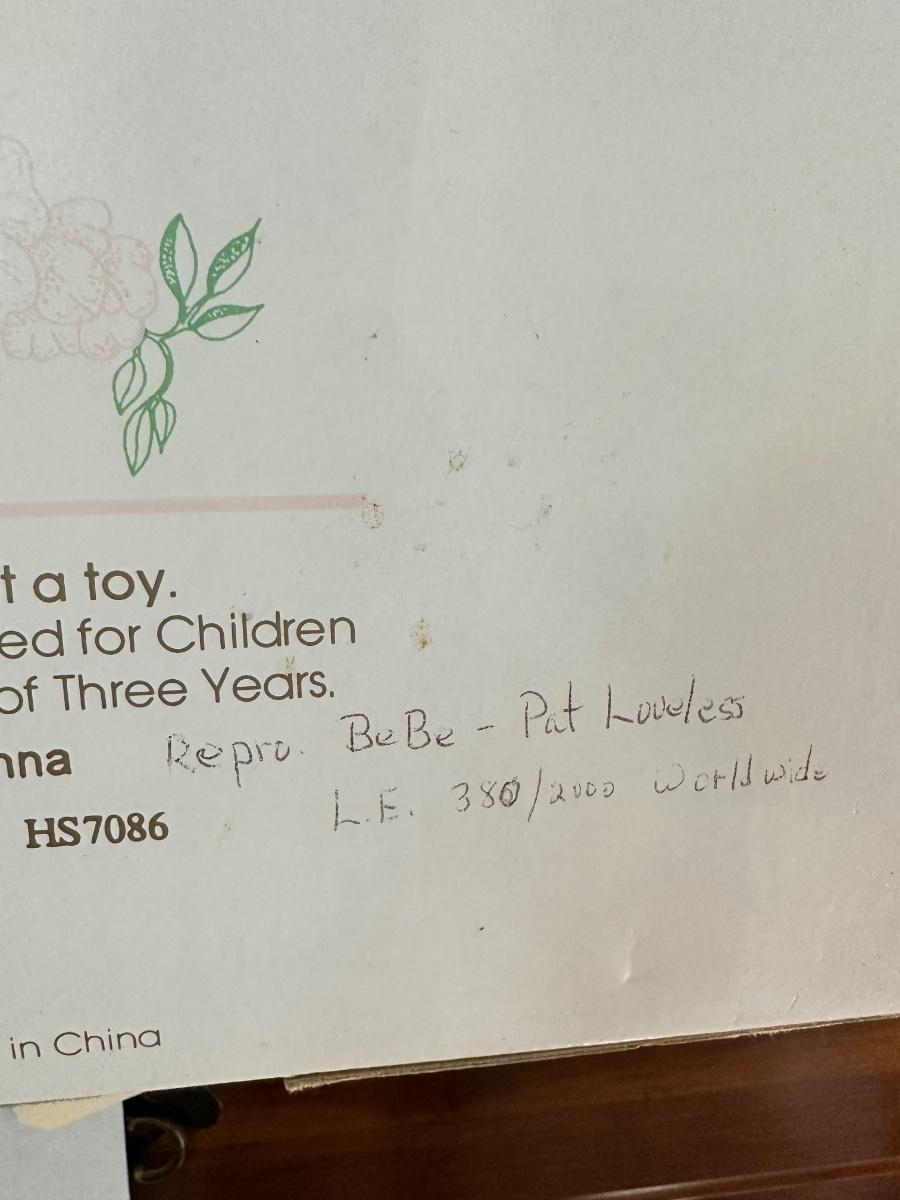 t a toy.
ed for Children
of Three Years.
nna Repro. BeBe - Pat Loveless
HS7086 L.E. 380/2000 Worldwide
in China